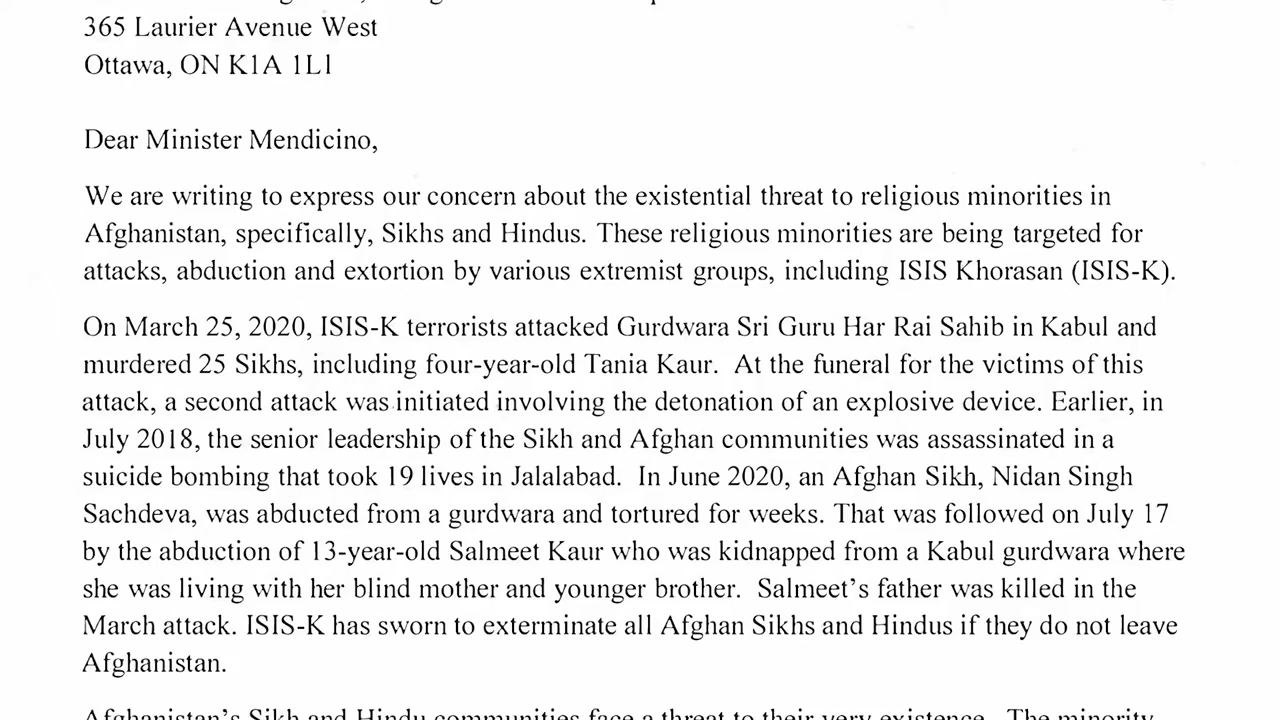 365 Laurier Avenue West
Ottawa, ON K1A 1L1
Dear Minister Mendicino,
We are writing to express our concern about the existential threat to religious minorities in
Afghanistan, specifically, Sikhs and Hindus. These religious minorities are being targeted for
attacks, abduction and extortion by various extremist groups, including ISIS Khorasan (ISIS-K).
On March 25, 2020, ISIS-K terrorists attacked Gurdwara Sri Guru Har Rai Sahib in Kabul and
murdered 25 Sikhs, including four-year-old Tania Kaur. At the funeral for the victims of this
attack, a second attack was initiated involving the detonation of an explosive device. Earlier, in
July 2018, the senior leadership of the Sikh and Afghan communities was assassinated in a
suicide bombing that took 19 lives in Jalalabad. In June 2020, an Afghan Sikh, Nidan Singh
Sachdeva, was abducted from a gurdwara and tortured for weeks. That was followed on July 17
by the abduction of 13-year-old Salmeet Kaur who was kidnapped from a Kabul gurdwara where
she was living with her blind mother and younger brother. Salmeet's father was killed in the
March attack. ISIS-K has sworn to exterminate all Afghan Sikhs and Hindus if they do not leave
Afghanistan.
Afghanistan's Sikh and Hindu communities face a threat to their very existence. The minority